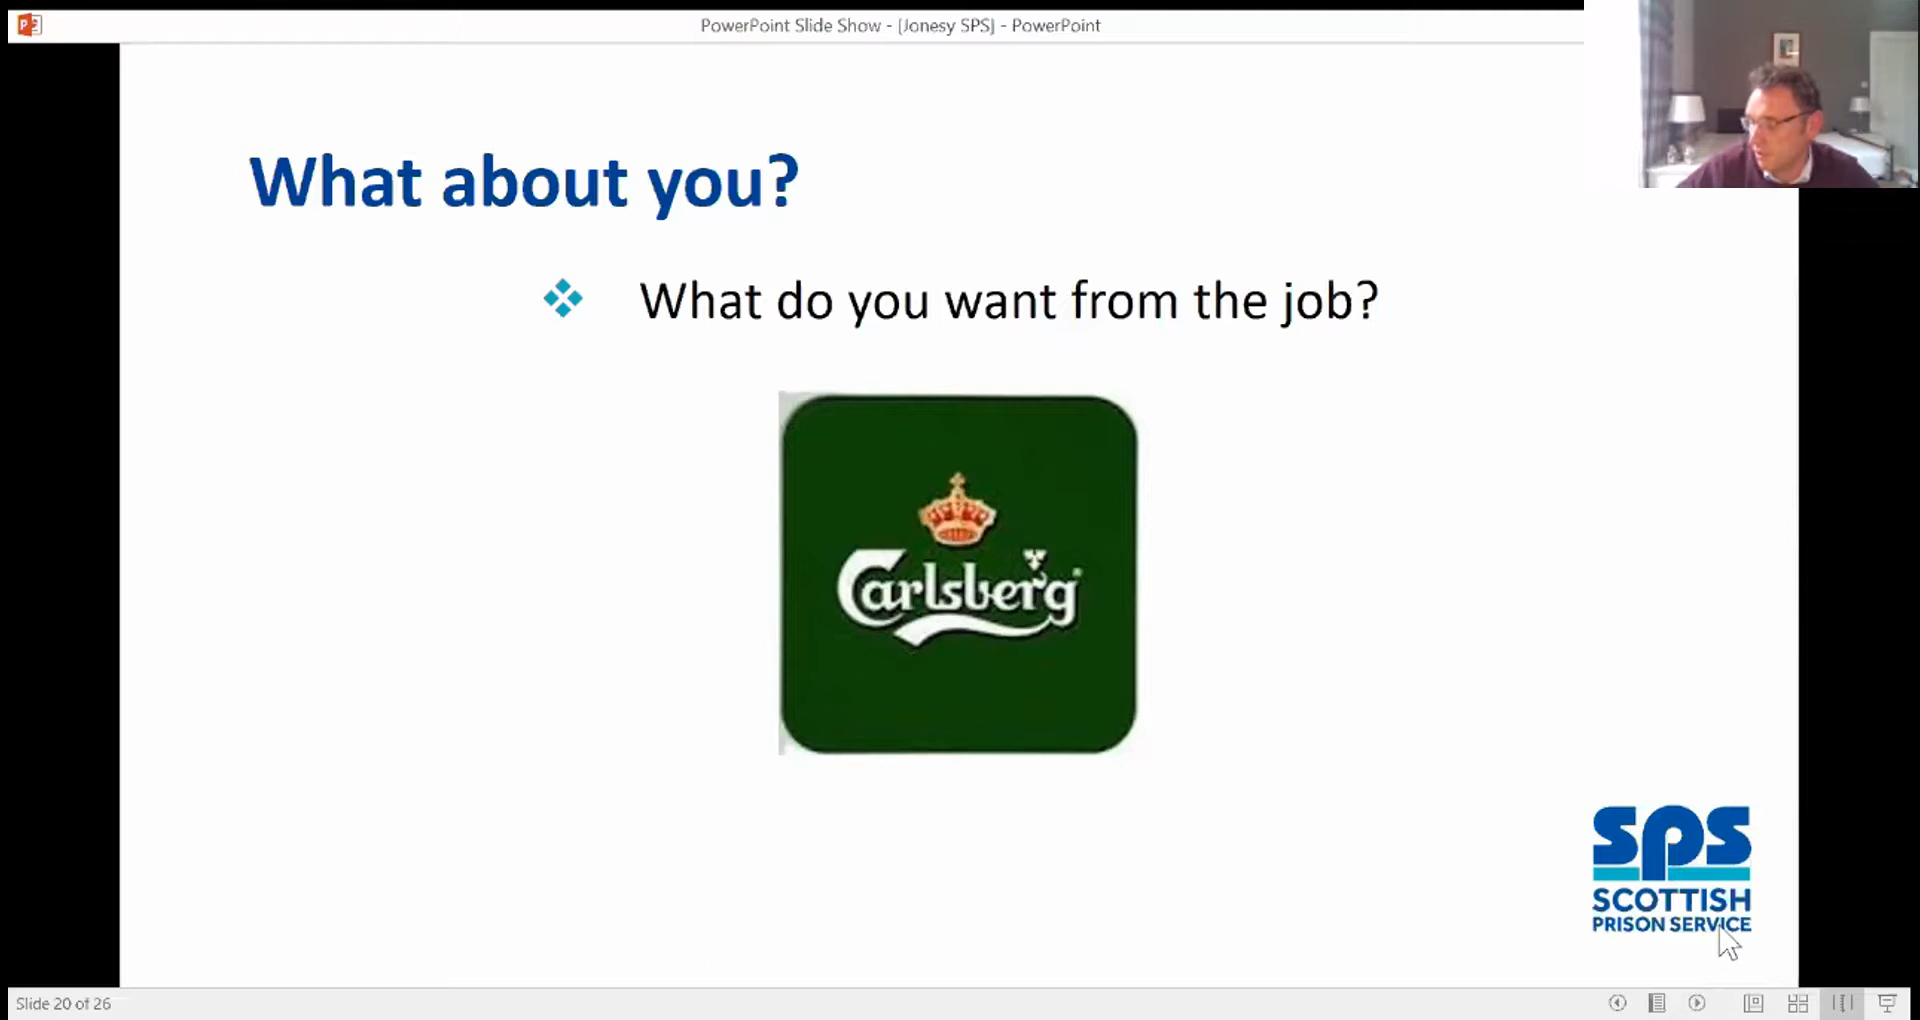 PowerPoint Slide Show - [Jonesy SPS] - PowerPoint
What about you?
What do you want from the job?
Carlsberg®
SPS
SCOTTISH
PRISON SERVICE
Slide 20 of 26